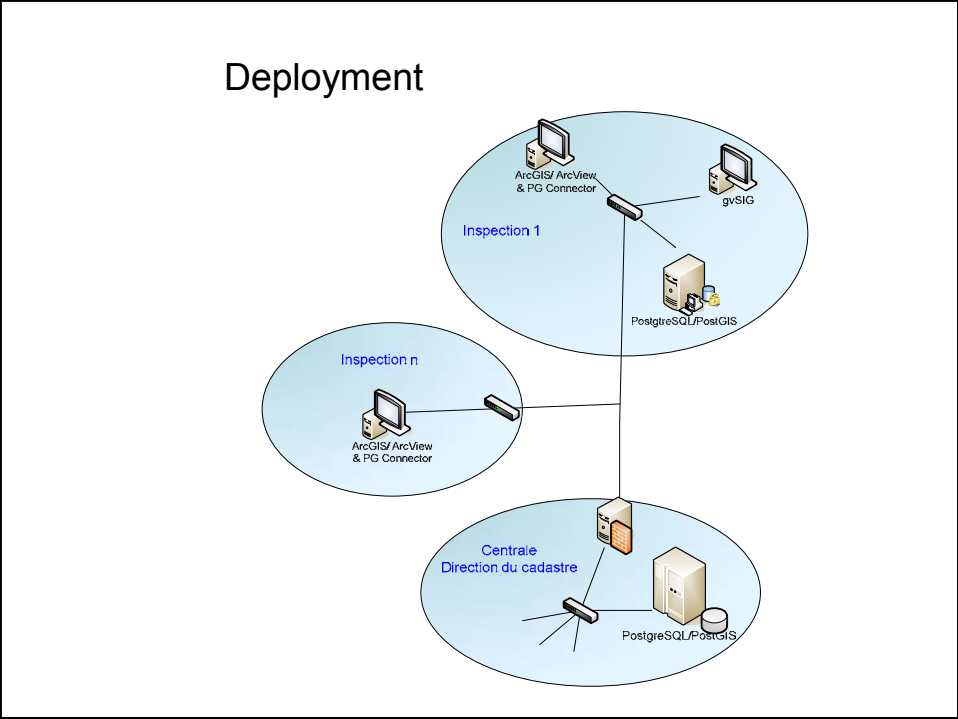 Deployment
ArcGIS/ ArcView
& PG Connector
gvSIG
Inspection 1
PostgtreSQL/PostGIS
Inspection n
ArcGIS/ ArcView
& PG Connector
Centrale
Direction du cadastre
PostgreSQL/PostGIS